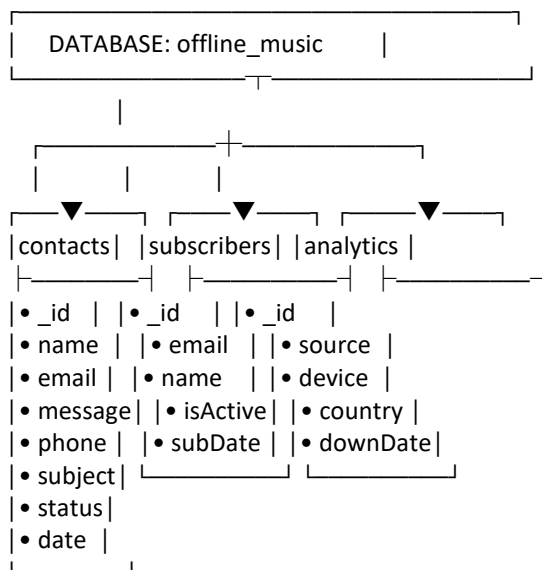 DATABASE: offline_music
contacts subscribers analytics
• _id • _id • _id
• name • email • source
• email • name • device
• message • isActive • country
• phone • subDate • downDate
• subject
• status
• date